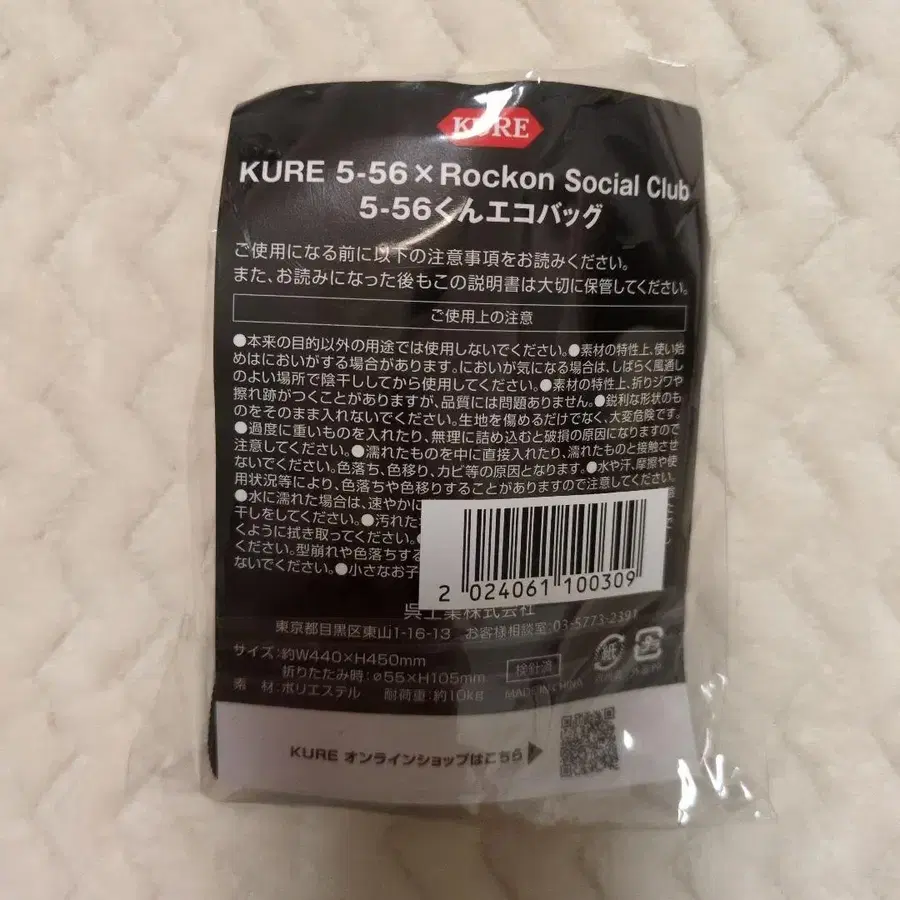 KURE
KURE 5-56×Rockon Social Club
5-56くんエコバッグ
ご使用になる前に以下の注意事項をお読みください。
また、お読みになった後もこの説明書は大切に保管してください。
ご使用上の注意
●本来の目的以外の用途では使用しないでください。●素材の特性上、使い始
めはにおいがする場合があります。においが気になる場合は、しばらく風通し
のよい場所で陰干ししてから使用してください。●素材の特性上、折りジワや
擦れ跡がつくことがありますが、品質には問題ありません。●鋭利な形状のも
のをそのまま入れないでください。生地を傷めるだけでなく、大変危険です。
●過度に重いものを入れたり、無理に詰め込むと破損の原因になりますので
注意してください。●濡れたものを中に直接入れたり、濡れたものと接触させ
ないでください。色落ち、色移り、カビ等の原因となります。●水や汗、摩擦や使
用状況等により、色落ちや色移りすることがありますので注意してください。
●水に濡れた場合は、速やかに
干しをしてください。●汚れた
くように拭き取ってください。●
ください。型崩れや色落ちする
ないでください。●小さなお子
2 024061 100309
呉工業株式会社
東京都目黒区東山1-16-13 お客様相談室:03-5773-2391
サイズ:約W440×H450mm
折りたたみ時:ø55×H105mm
素 材:ポリエステル 耐荷重:約10kg
検針済
MADE IN CHINA
紙
プラ
KURE オンラインショップはこちら▶